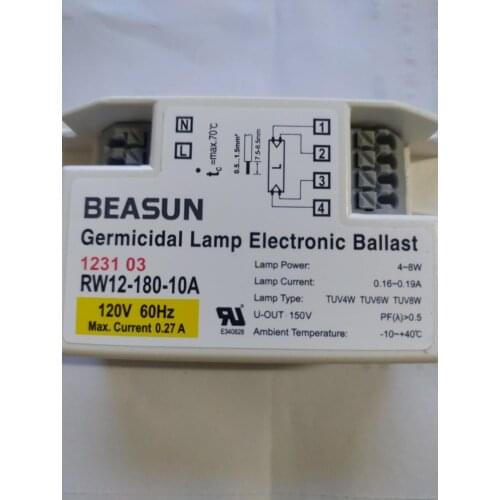 N
L
tc=max.70℃
0.5...1.5mm²
7.5-8.5mm
L
1
2
3
4
BEASUN
Germicidal Lamp Electronic Ballast
1231 03
RW12-180-10A
120V 60Hz
Max. Current 0.27 A
E340828
Lamp Power: 4~8W
Lamp Current: 0.16-0.19A
Lamp Type: TUV4W TUV6W TUV8W
U-OUT 150V PF(λ)>0.5
Ambient Temperature: -10~+40℃